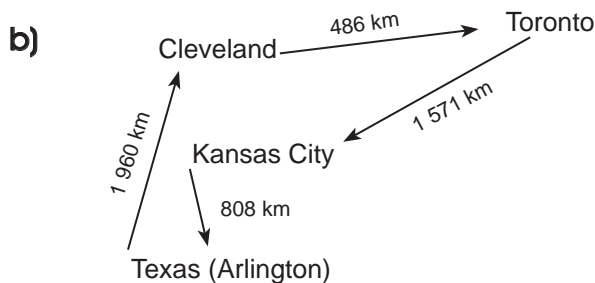 b)
Cleveland
486 km
Toronto
1 571 km
1 960 km
Kansas City
808 km
Texas (Arlington)